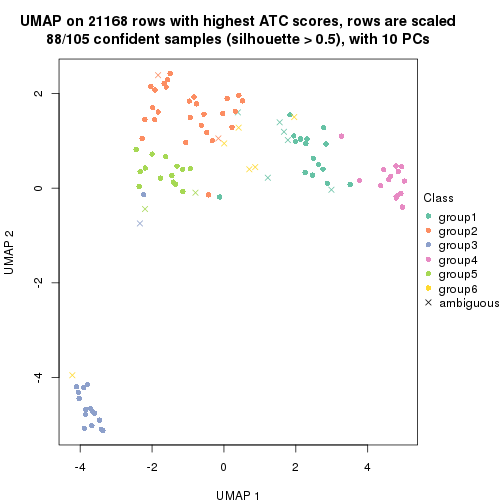 UMAP on 21168 rows with highest ATC scores, rows are scaled
88/105 confident samples (silhouette > 0.5), with 10 PCs
2
0
-2
-4
UMAP 2
-4
-2
0
2
4
UMAP 1
Class
group1
group2
group3
group4
group5
group6
ambiguous